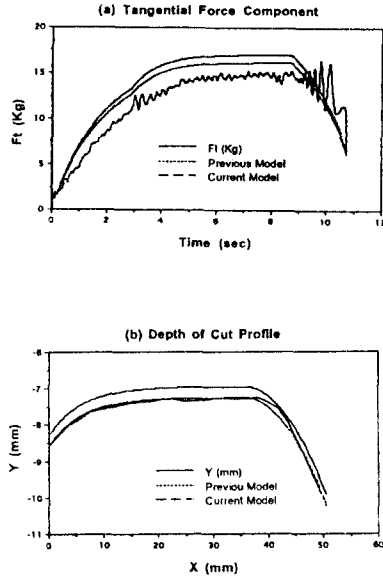 (a) Tangential Force Component
20
15
10
5
0
Ft (Kg)
Ft (Kg)
Previous Model
Current Model
0 2 4 6 8 10 12
Time (sec)
(b) Depth of Cut Profile
-6
-7
-8
-9
-10
-11
Y (mm)
Y (mm)
Previou Model
Current Model
0 10 20 30 40 50 60
X (mm)